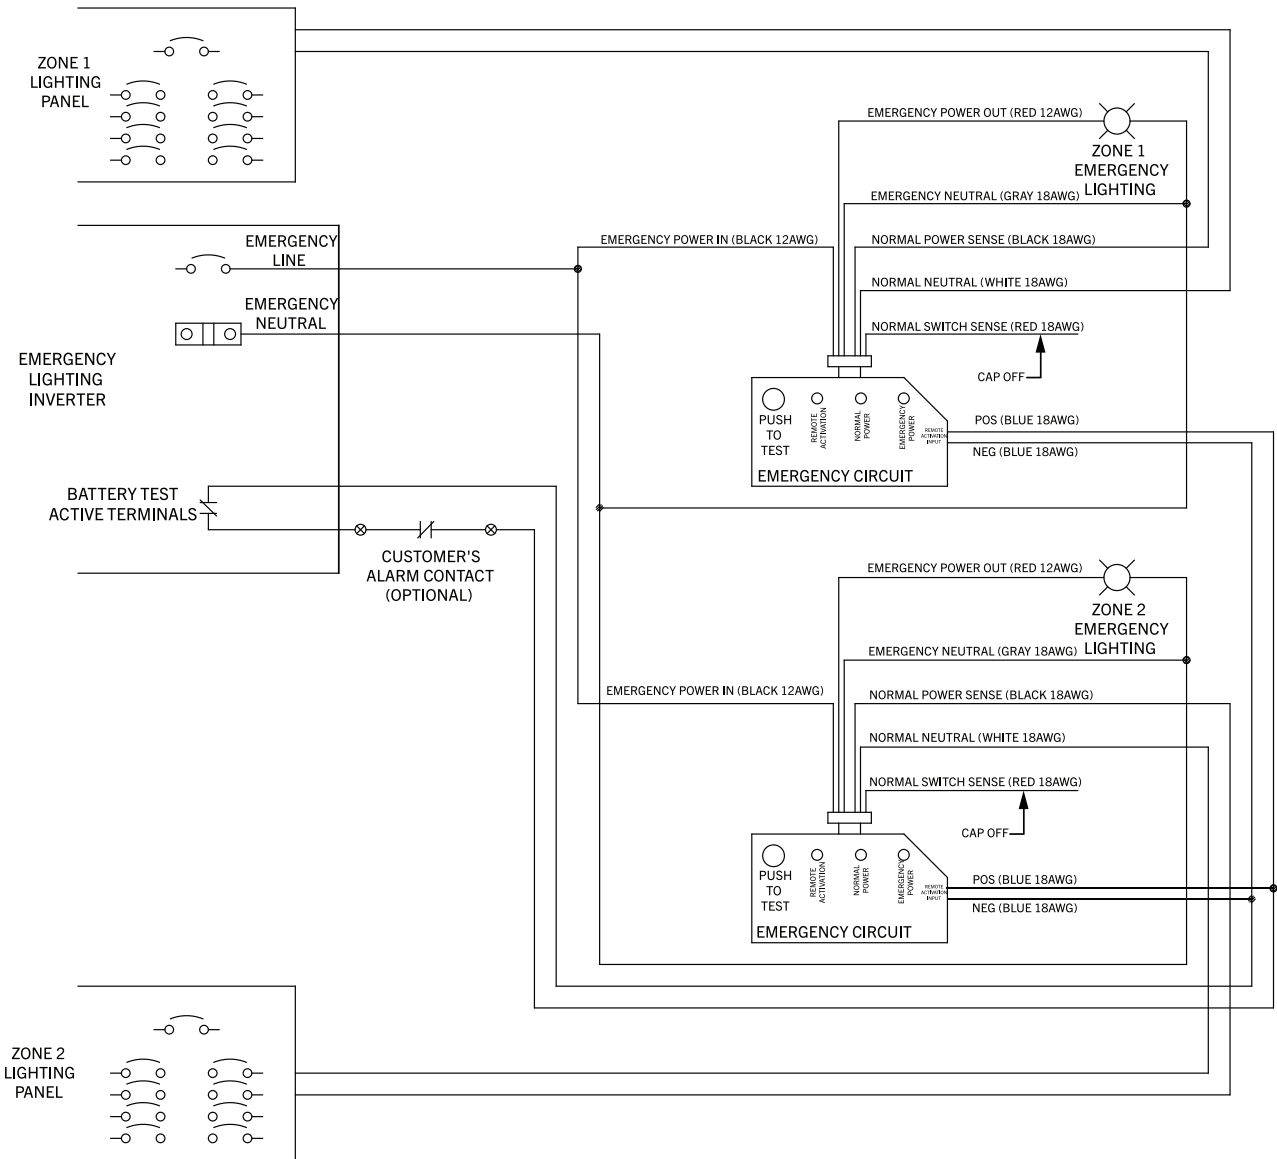 ZONE 1
LIGHTING
PANEL
EMERGENCY POWER OUT (RED 12AWG)
ZONE 1
EMERGENCY
LIGHTING
EMERGENCY NEUTRAL (GRAY 18AWG)
EMERGENCY POWER IN (BLACK 12AWG)
NORMAL POWER SENSE (BLACK 18AWG)
NORMAL NEUTRAL (WHITE 18AWG)
NORMAL SWITCH SENSE (RED 18AWG)
CAP OFF
EMERGENCY
LINE
EMERGENCY
NEUTRAL
EMERGENCY
LIGHTING
INVERTER
PUSH
TO
TEST
REMOTE
ACTIVATION
NORMAL
POWER
EMERGENCY
POWER
REMOTE
ACTIVATION
INPUT
POS (BLUE 18AWG)
NEG (BLUE 18AWG)
EMERGENCY CIRCUIT
BATTERY TEST
ACTIVE TERMINALS
CUSTOMER'S
ALARM CONTACT
(OPTIONAL)
EMERGENCY POWER OUT (RED 12AWG)
ZONE 2
EMERGENCY
LIGHTING
EMERGENCY NEUTRAL (GRAY 18AWG)
EMERGENCY POWER IN (BLACK 12AWG)
NORMAL POWER SENSE (BLACK 18AWG)
NORMAL NEUTRAL (WHITE 18AWG)
NORMAL SWITCH SENSE (RED 18AWG)
CAP OFF
PUSH
TO
TEST
REMOTE
ACTIVATION
NORMAL
POWER
EMERGENCY
POWER
REMOTE
ACTIVATION
INPUT
POS (BLUE 18AWG)
NEG (BLUE 18AWG)
EMERGENCY CIRCUIT
ZONE 2
LIGHTING
PANEL